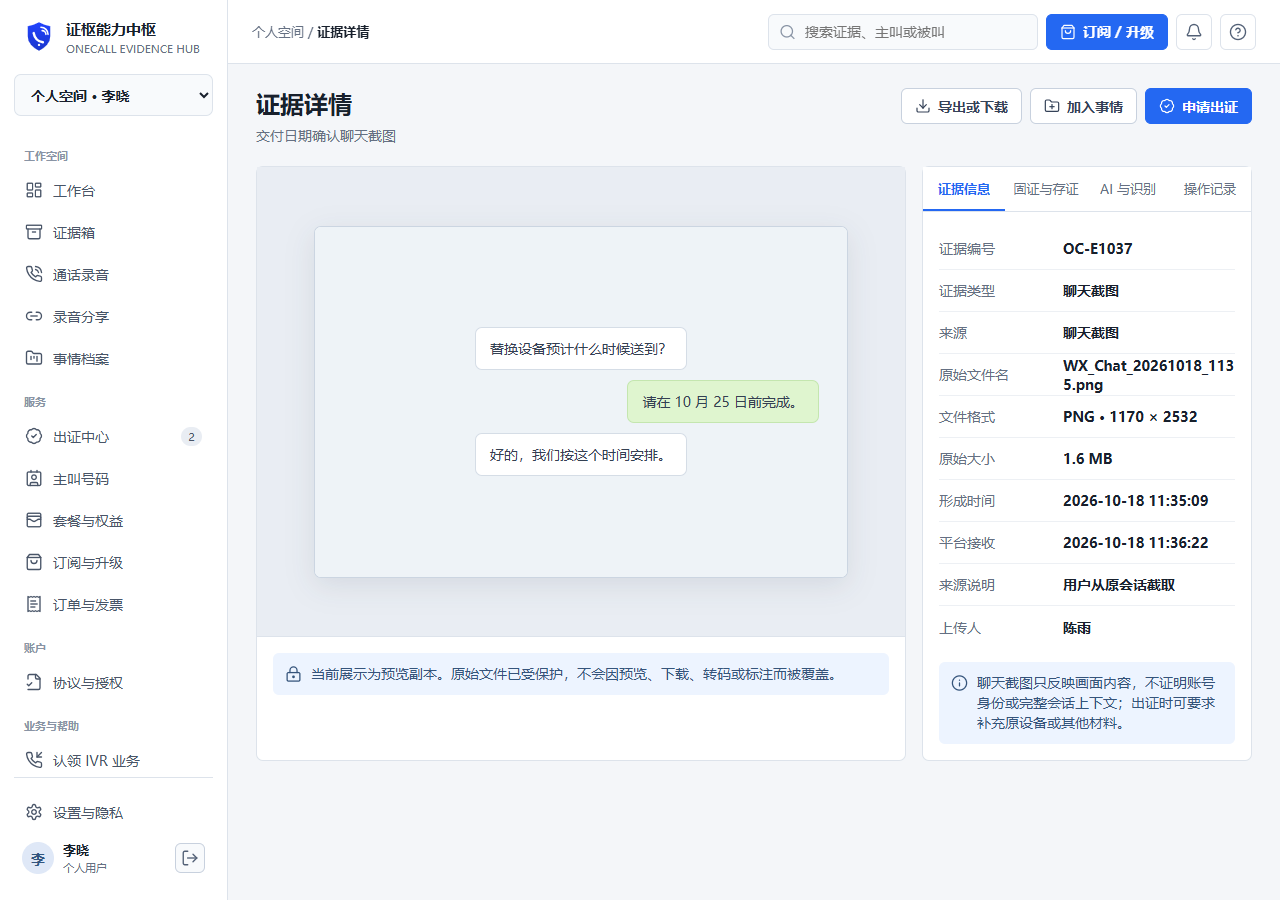 证枢能力中枢
ONECALL EVIDENCE HUB
个人空间 • 李晓
工作空间
工作台
证据箱
通话录音
录音分享
事情档案
服务
出证中心 2
主叫号码
套餐与权益
订阅与升级
订单与发票
账户
协议与授权
业务与帮助
认领 IVR 业务
设置与隐私
李
李晓
个人用户
个人空间 / 证据详情
搜索证据、主叫或被叫
订阅 / 升级
证据详情
交付日期确认聊天截图
导出或下载
加入事情
申请出证
替换设备预计什么时候送到？
请在 10 月 25 日前完成。
好的，我们按这个时间安排。
当前展示为预览副本。原始文件已受保护，不会因预览、下载、转码或标注而被覆盖。
证据信息 固证与存证 AI 与识别 操作记录
证据编号 OC-E1037
证据类型 聊天截图
来源 聊天截图
原始文件名 WX_Chat_20261018_113
5.png
文件格式 PNG • 1170 × 2532
原始大小 1.6 MB
形成时间 2026-10-18 11:35:09
平台接收 2026-10-18 11:36:22
来源说明 用户从原会话截取
上传人 陈雨
聊天截图只反映画面内容，不证明账号
身份或完整会话上下文；出证时可要求
补充原设备或其他材料。